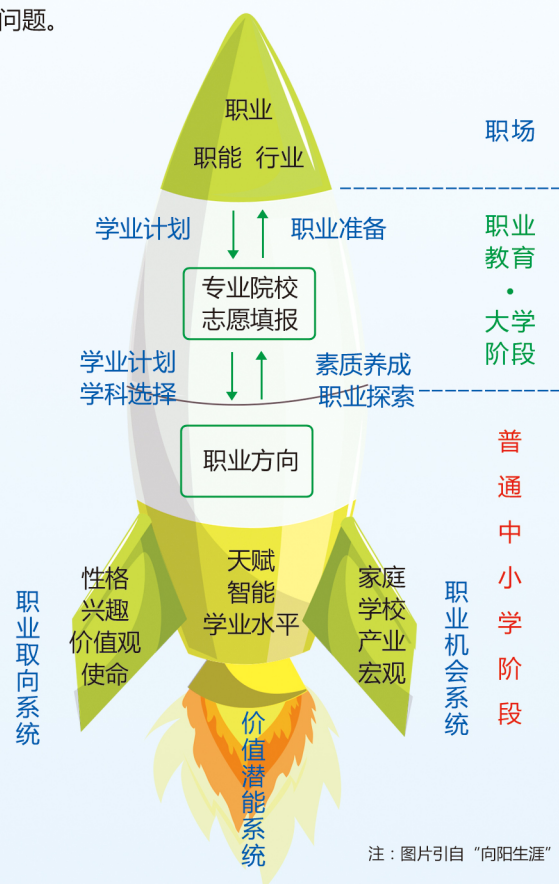 问题。
职业
职能 行业
职场
学业计划
职业准备
职业
教育
·
大学
阶段
专业院校
志愿填报
学业计划
学科选择
素质养成
职业探索
职业方向
普通中小学阶段
职业取向系统
性格
兴趣
价值观
使命
天赋
智能
学业水平
家庭
学校
产业
宏观
职业机会系统
价值潜能系统
注：图片引自“向阳生涯”